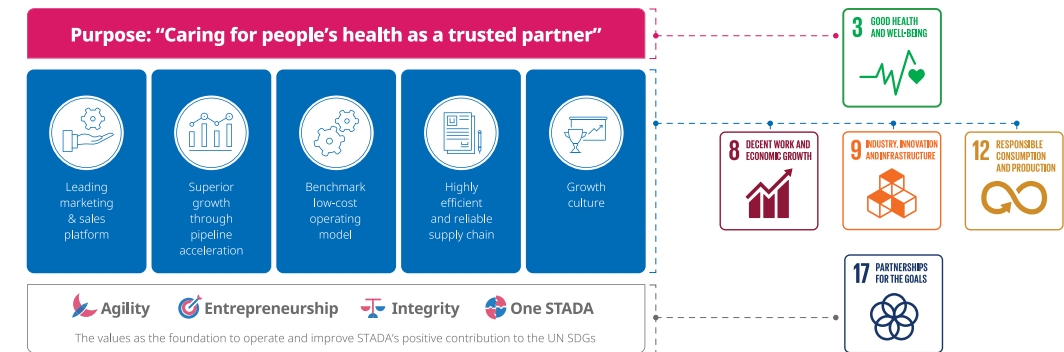 Purpose: “Caring for people’s health as a trusted partner”
Leading
marketing
& sales
platform
Superior
growth
through
pipeline
acceleration
Benchmark
low-cost
operating
model
Highly
efficient
and reliable
supply chain
Growth
culture
Agility
Entrepreneurship
Integrity
One STADA
The values as the foundation to operate and improve STADA’s positive contribution to the UN SDGs
3 GOOD HEALTH
AND WELL-BEING
8 DECENT WORK AND
ECONOMIC GROWTH
9 INDUSTRY, INNOVATION
AND INFRASTRUCTURE
12 RESPONSIBLE
CONSUMPTION
AND PRODUCTION
17 PARTNERSHIPS
FOR THE GOALS